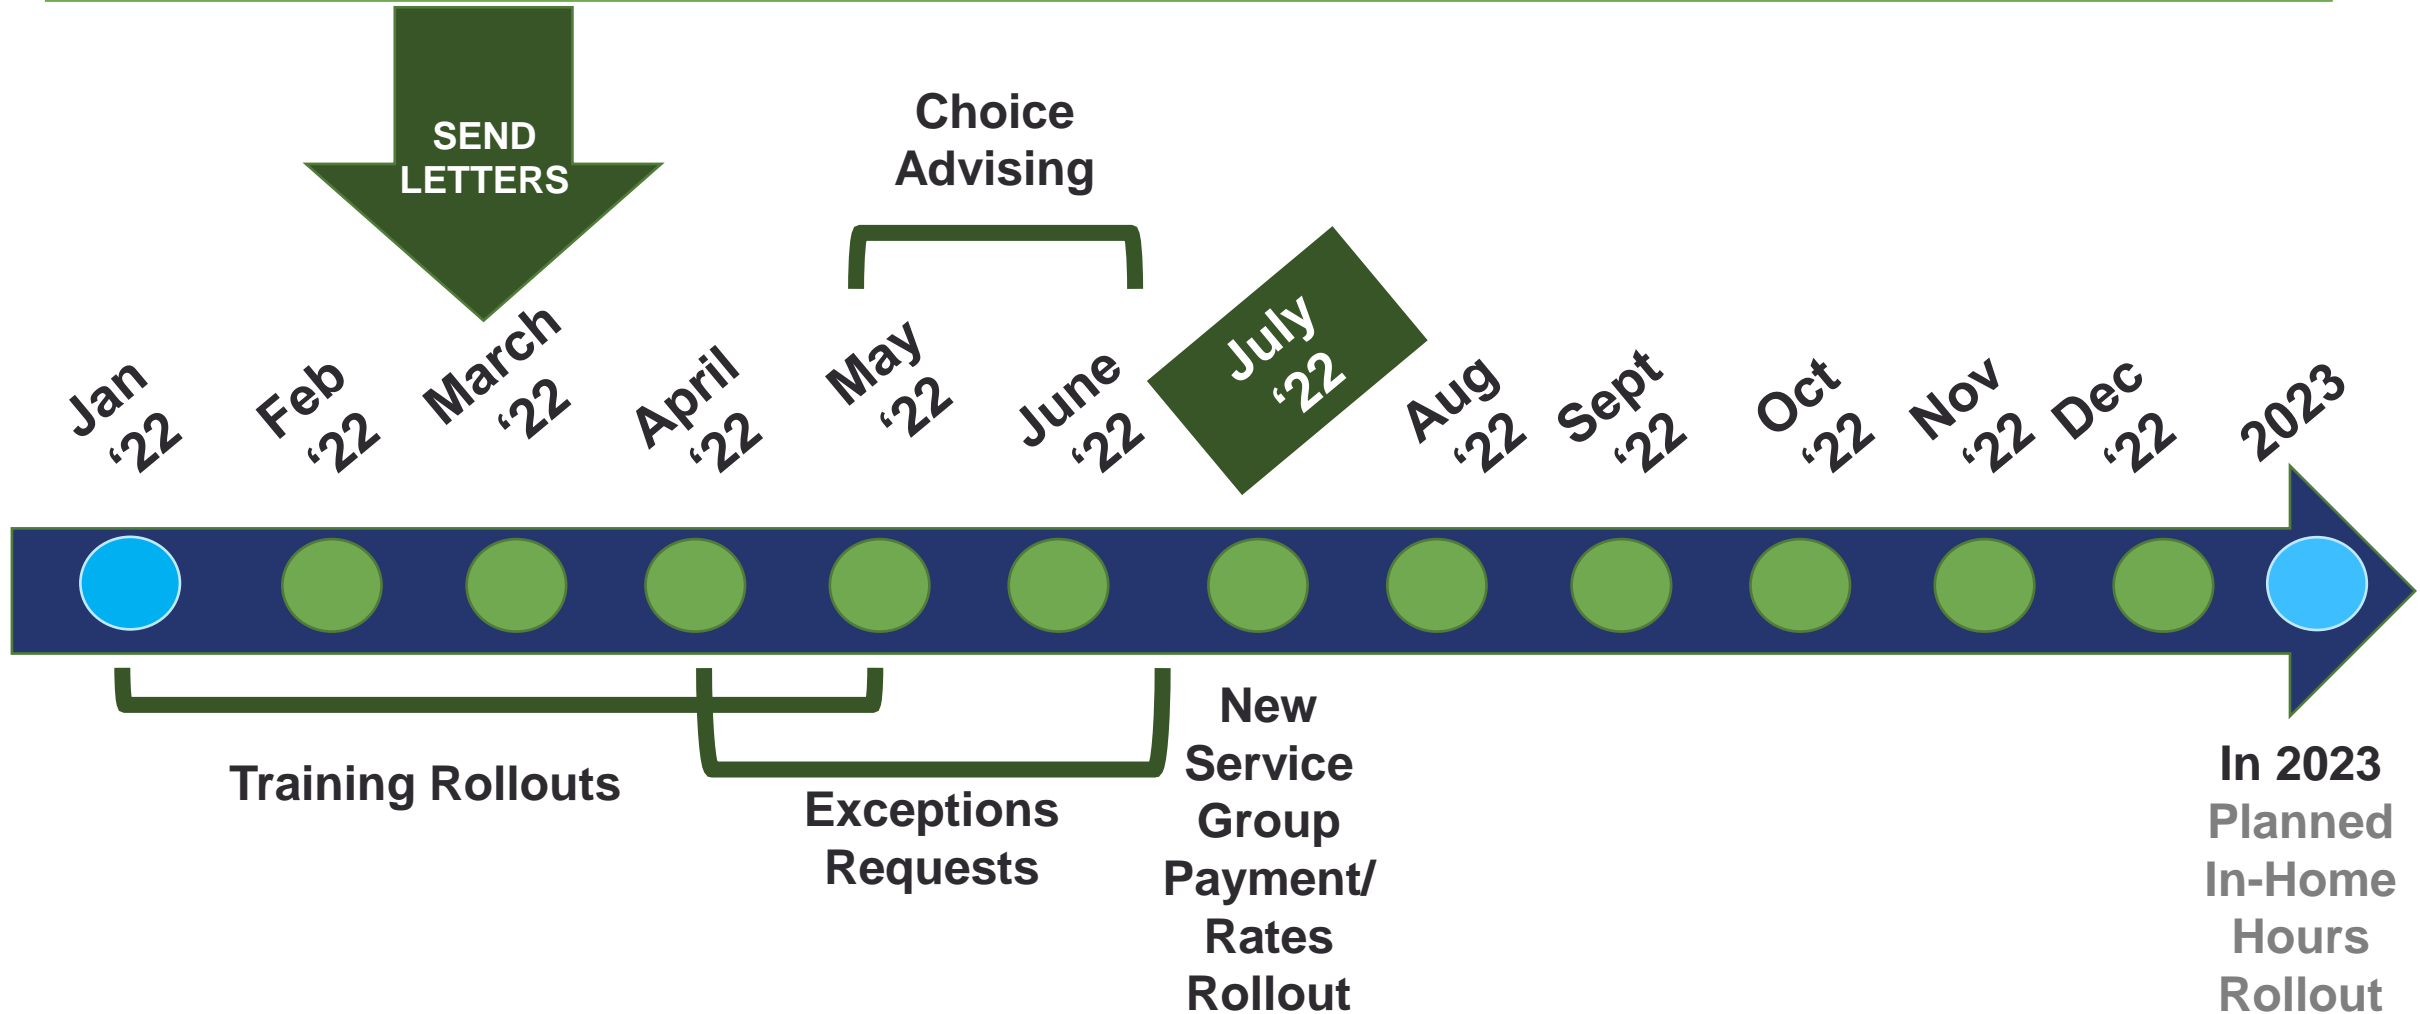 SEND
LETTERS
Choice
Advising
Jan
‘22
Feb
‘22
March
‘22
April
‘22
May
‘22
June
‘22
July
‘22
Aug
‘22
Sept
‘22
Oct
‘22
Nov
‘22
Dec
‘22
2023
Training Rollouts
Exceptions
Requests
New
Service
Group
Payment/
Rates
Rollout
In 2023
Planned
In-Home
Hours
Rollout